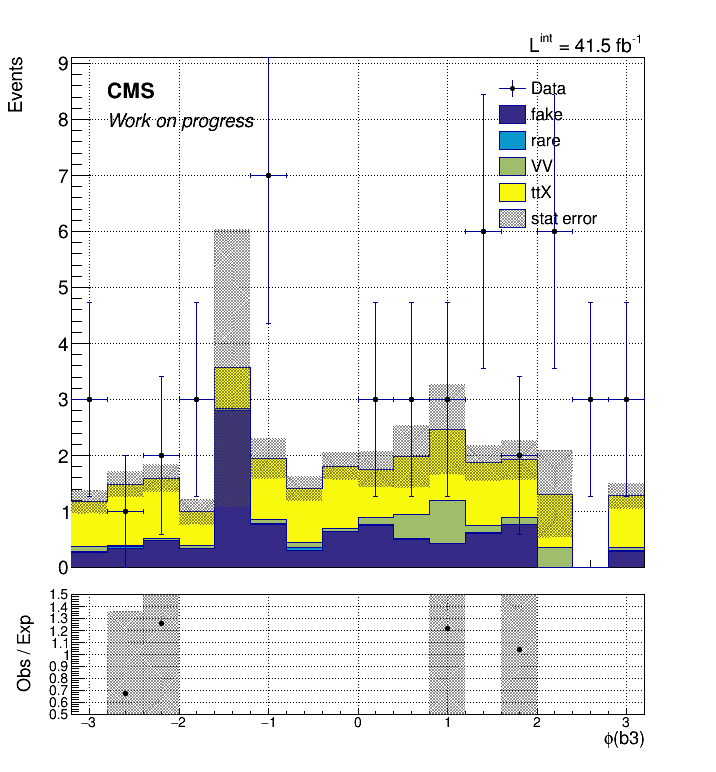 L^int = 41.5 fb^-1
Events
9
8
7
6
5
4
3
2
1
0
CMS
Work on progress
Data
fake
rare
VV
ttX
stat error
Obs / Exp
1.5
1.4
1.3
1.2
1.1
1
0.9
0.8
0.7
0.6
0.5
−3 −2 −1 0 1 2 3
ϕ(b3)